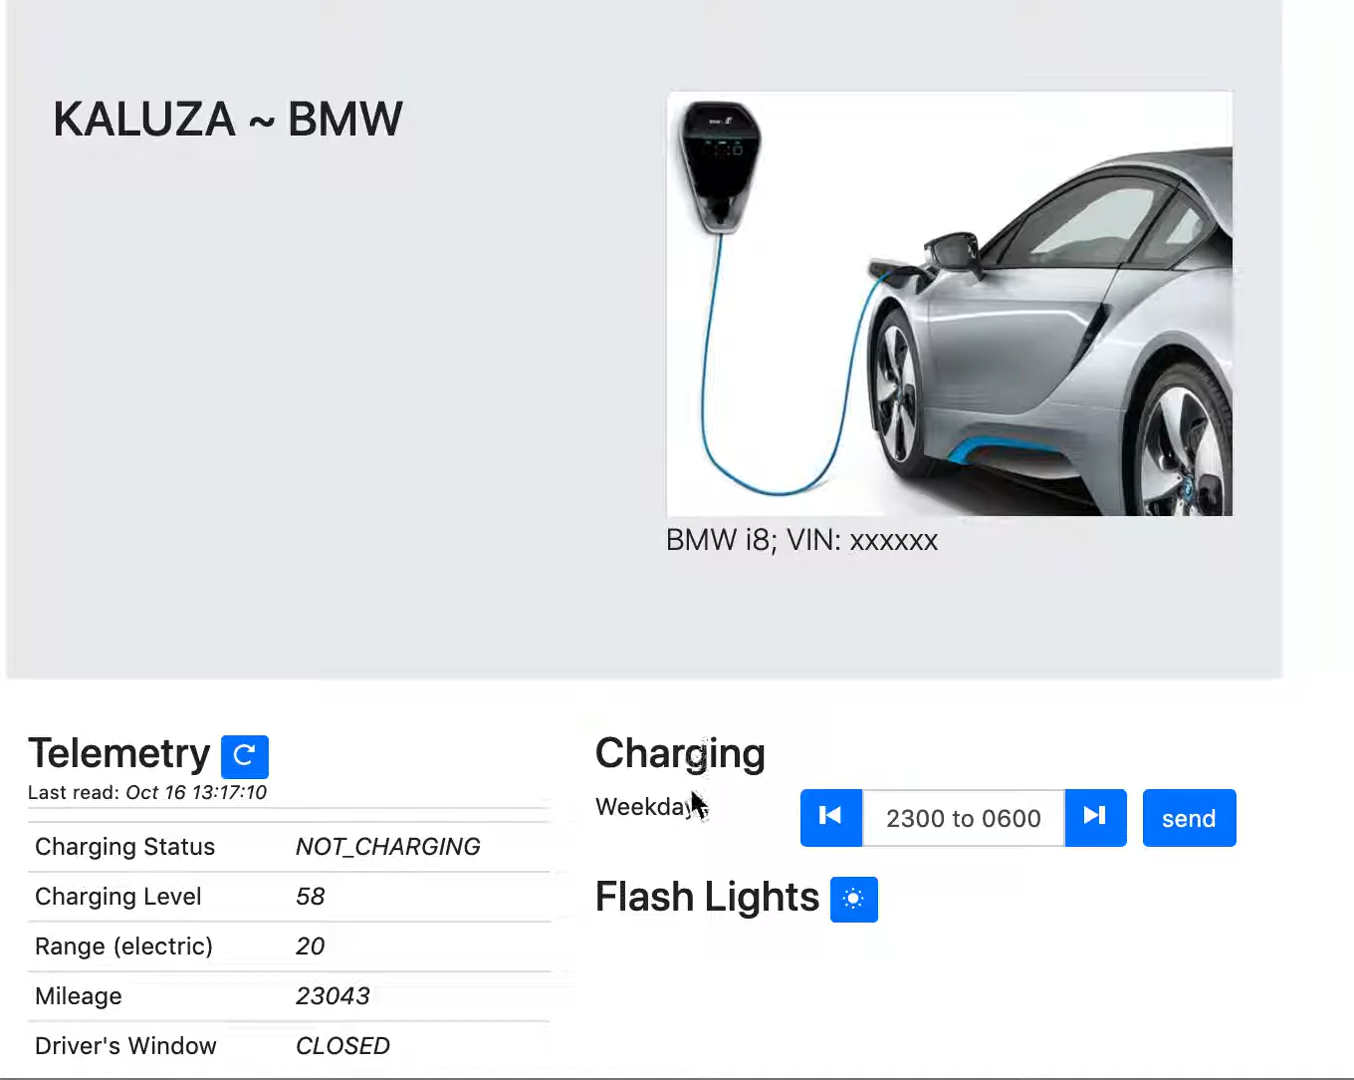 KALUZA ~ BMW
BMW i8; VIN: xxxxxx
Telemetry
Last read: Oct 16 13:17:10
Charging Status NOT_CHARGING
Charging Level 58
Range (electric) 20
Mileage 23043
Driver's Window CLOSED
Charging
Weekday
2300 to 0600
send
Flash Lights